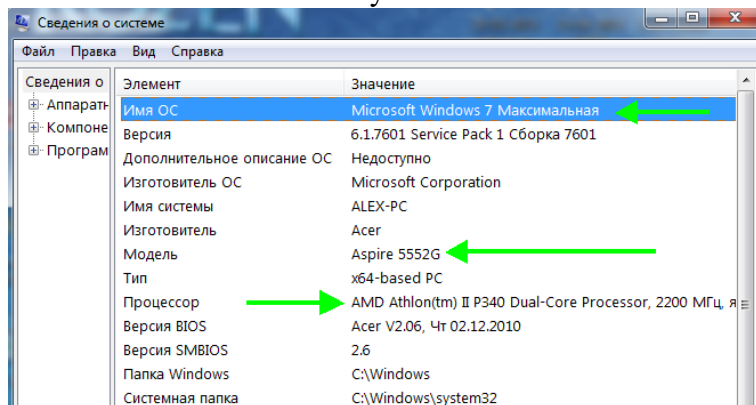 Сведения о системе
Файл Правка Вид Справка
Сведения о
Элемент Значение
Аппаратн
Имя ОС Microsoft Windows 7 Максимальная
Компоне
Версия 6.1.7601 Service Pack 1 Сборка 7601
Програм
Дополнительное описание ОС Недоступно
Изготовитель ОС Microsoft Corporation
Имя системы ALEX-PC
Изготовитель Acer
Модель Aspire 5552G
Тип x64-based PC
Процессор AMD Athlon(tm) II P340 Dual-Core Processor, 2200 МГц, я
Версия BIOS Acer V2.06, Чт 02.12.2010
Версия SMBIOS 2.6
Папка Windows C:\Windows
Системная папка C:\Windows\system32